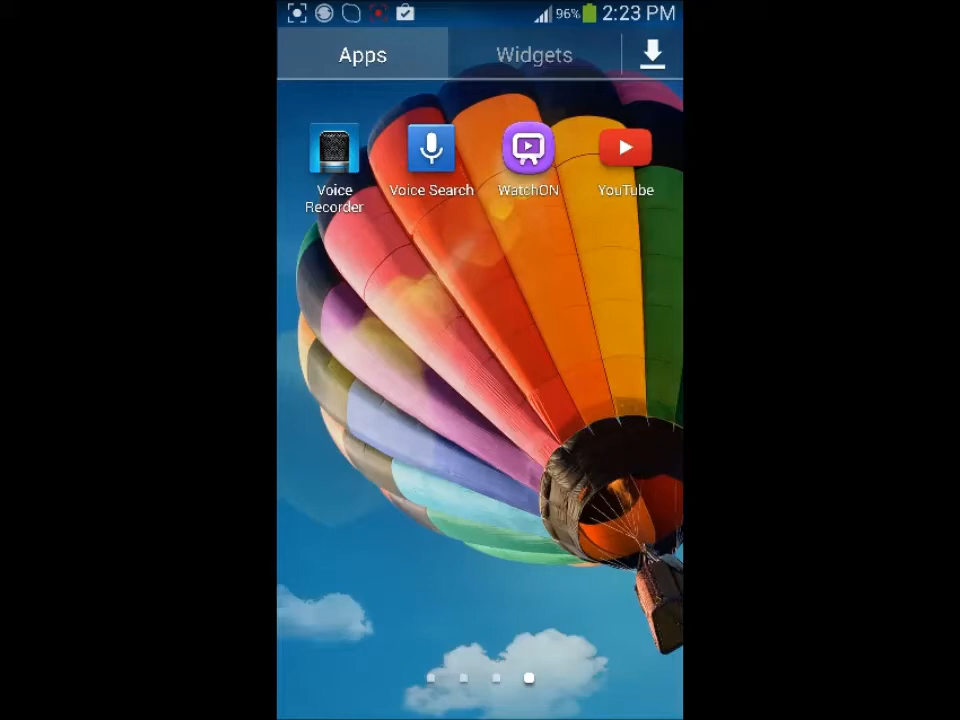 96% 2:23 PM
Apps Widgets
Voice Recorder
Voice Search
WatchON
YouTube